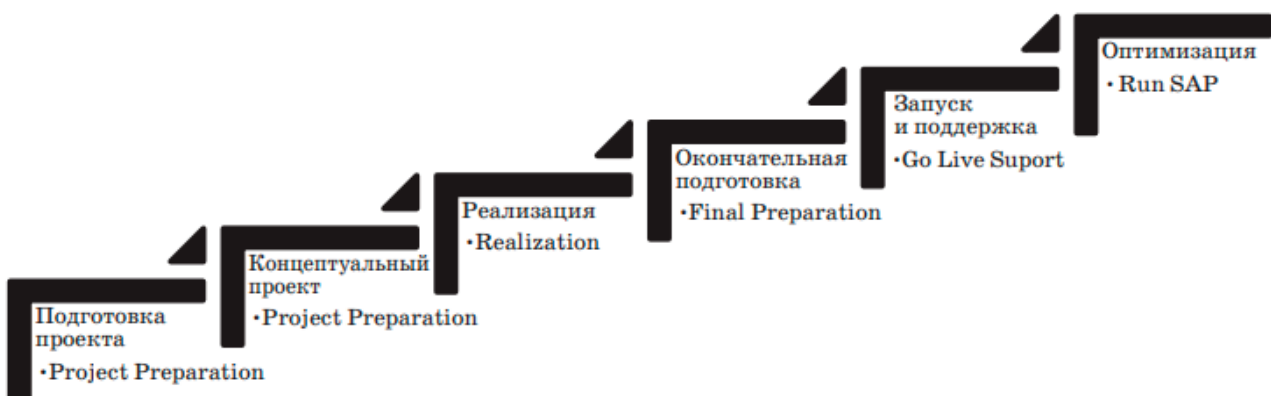 Подготовка
проекта
·Project Preparation
Концептуальный
проект
·Project Preparation
Реализация
·Realization
Окончательная
подготовка
·Final Preparation
Запуск
и поддержка
·Go Live Suport
Оптимизация
· Run SAP